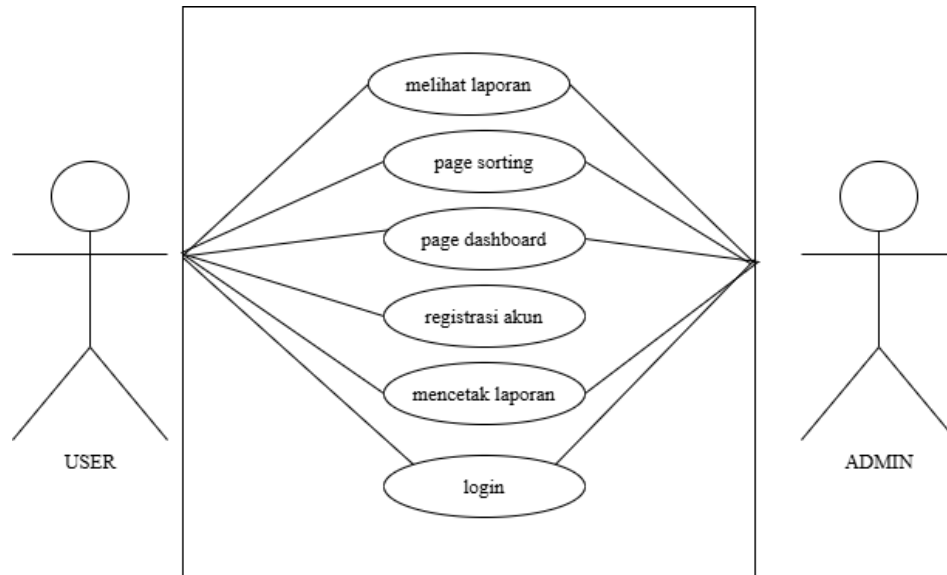 melihat laporan
page sorting
page dashboard
registrasi akun
mencetak laporan
USER
ADMIN
login